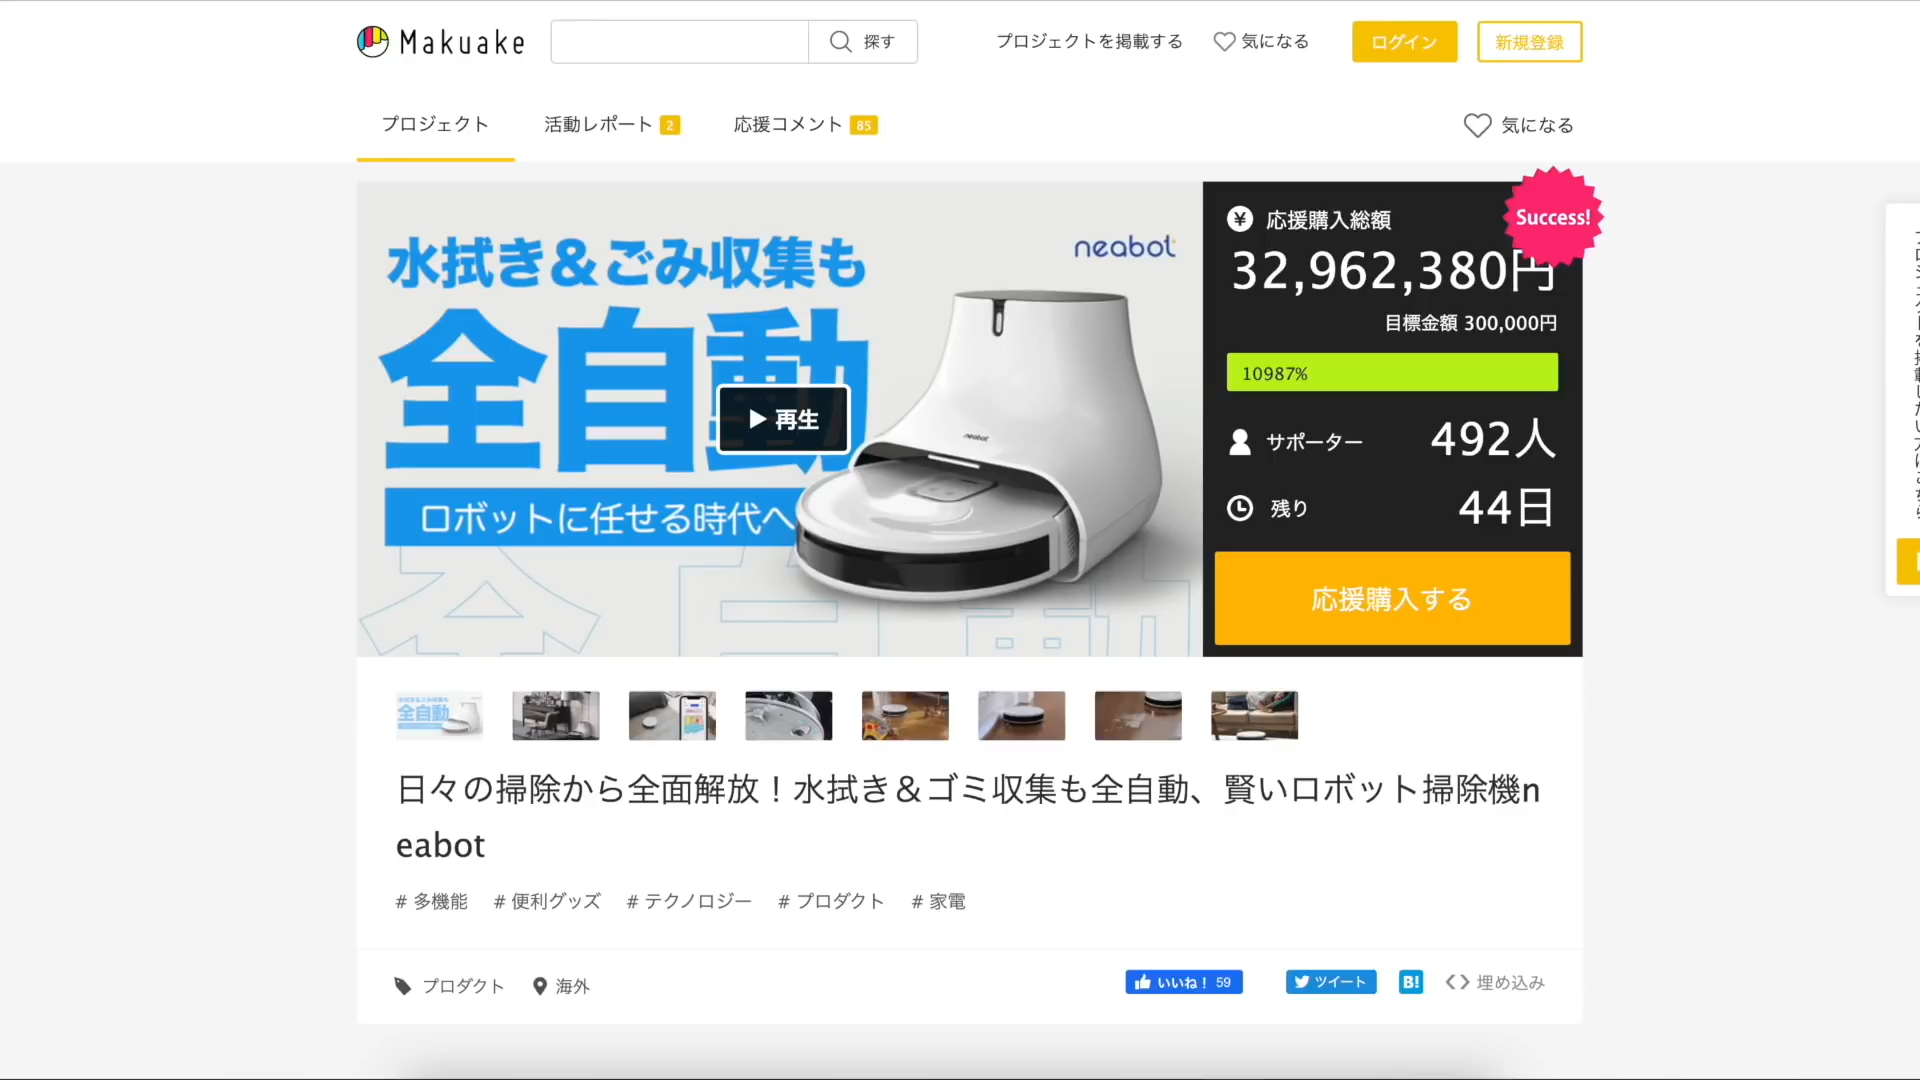 Makuake
探す
プロジェクトを掲載する
気になる
ログイン
新規登録
プロジェクト
活動レポート 2
応援コメント 85
気になる
水拭き&ごみ収集も
全自動
ロボットに任せる時代へ
neabot
再生
neabot
Success!
応援購入総額
32,962,380円
目標金額 300,000円
10987%
サポーター 492人
残り 44日
応援購入する
日々の掃除から全面解放！水拭き＆ゴミ収集も全自動、賢いロボット掃除機n
eabot
# 多機能 # 便利グッズ # テクノロジー # プロダクト # 家電
プロダクト 海外
いいね！ 59
ツイート
B!
埋め込み